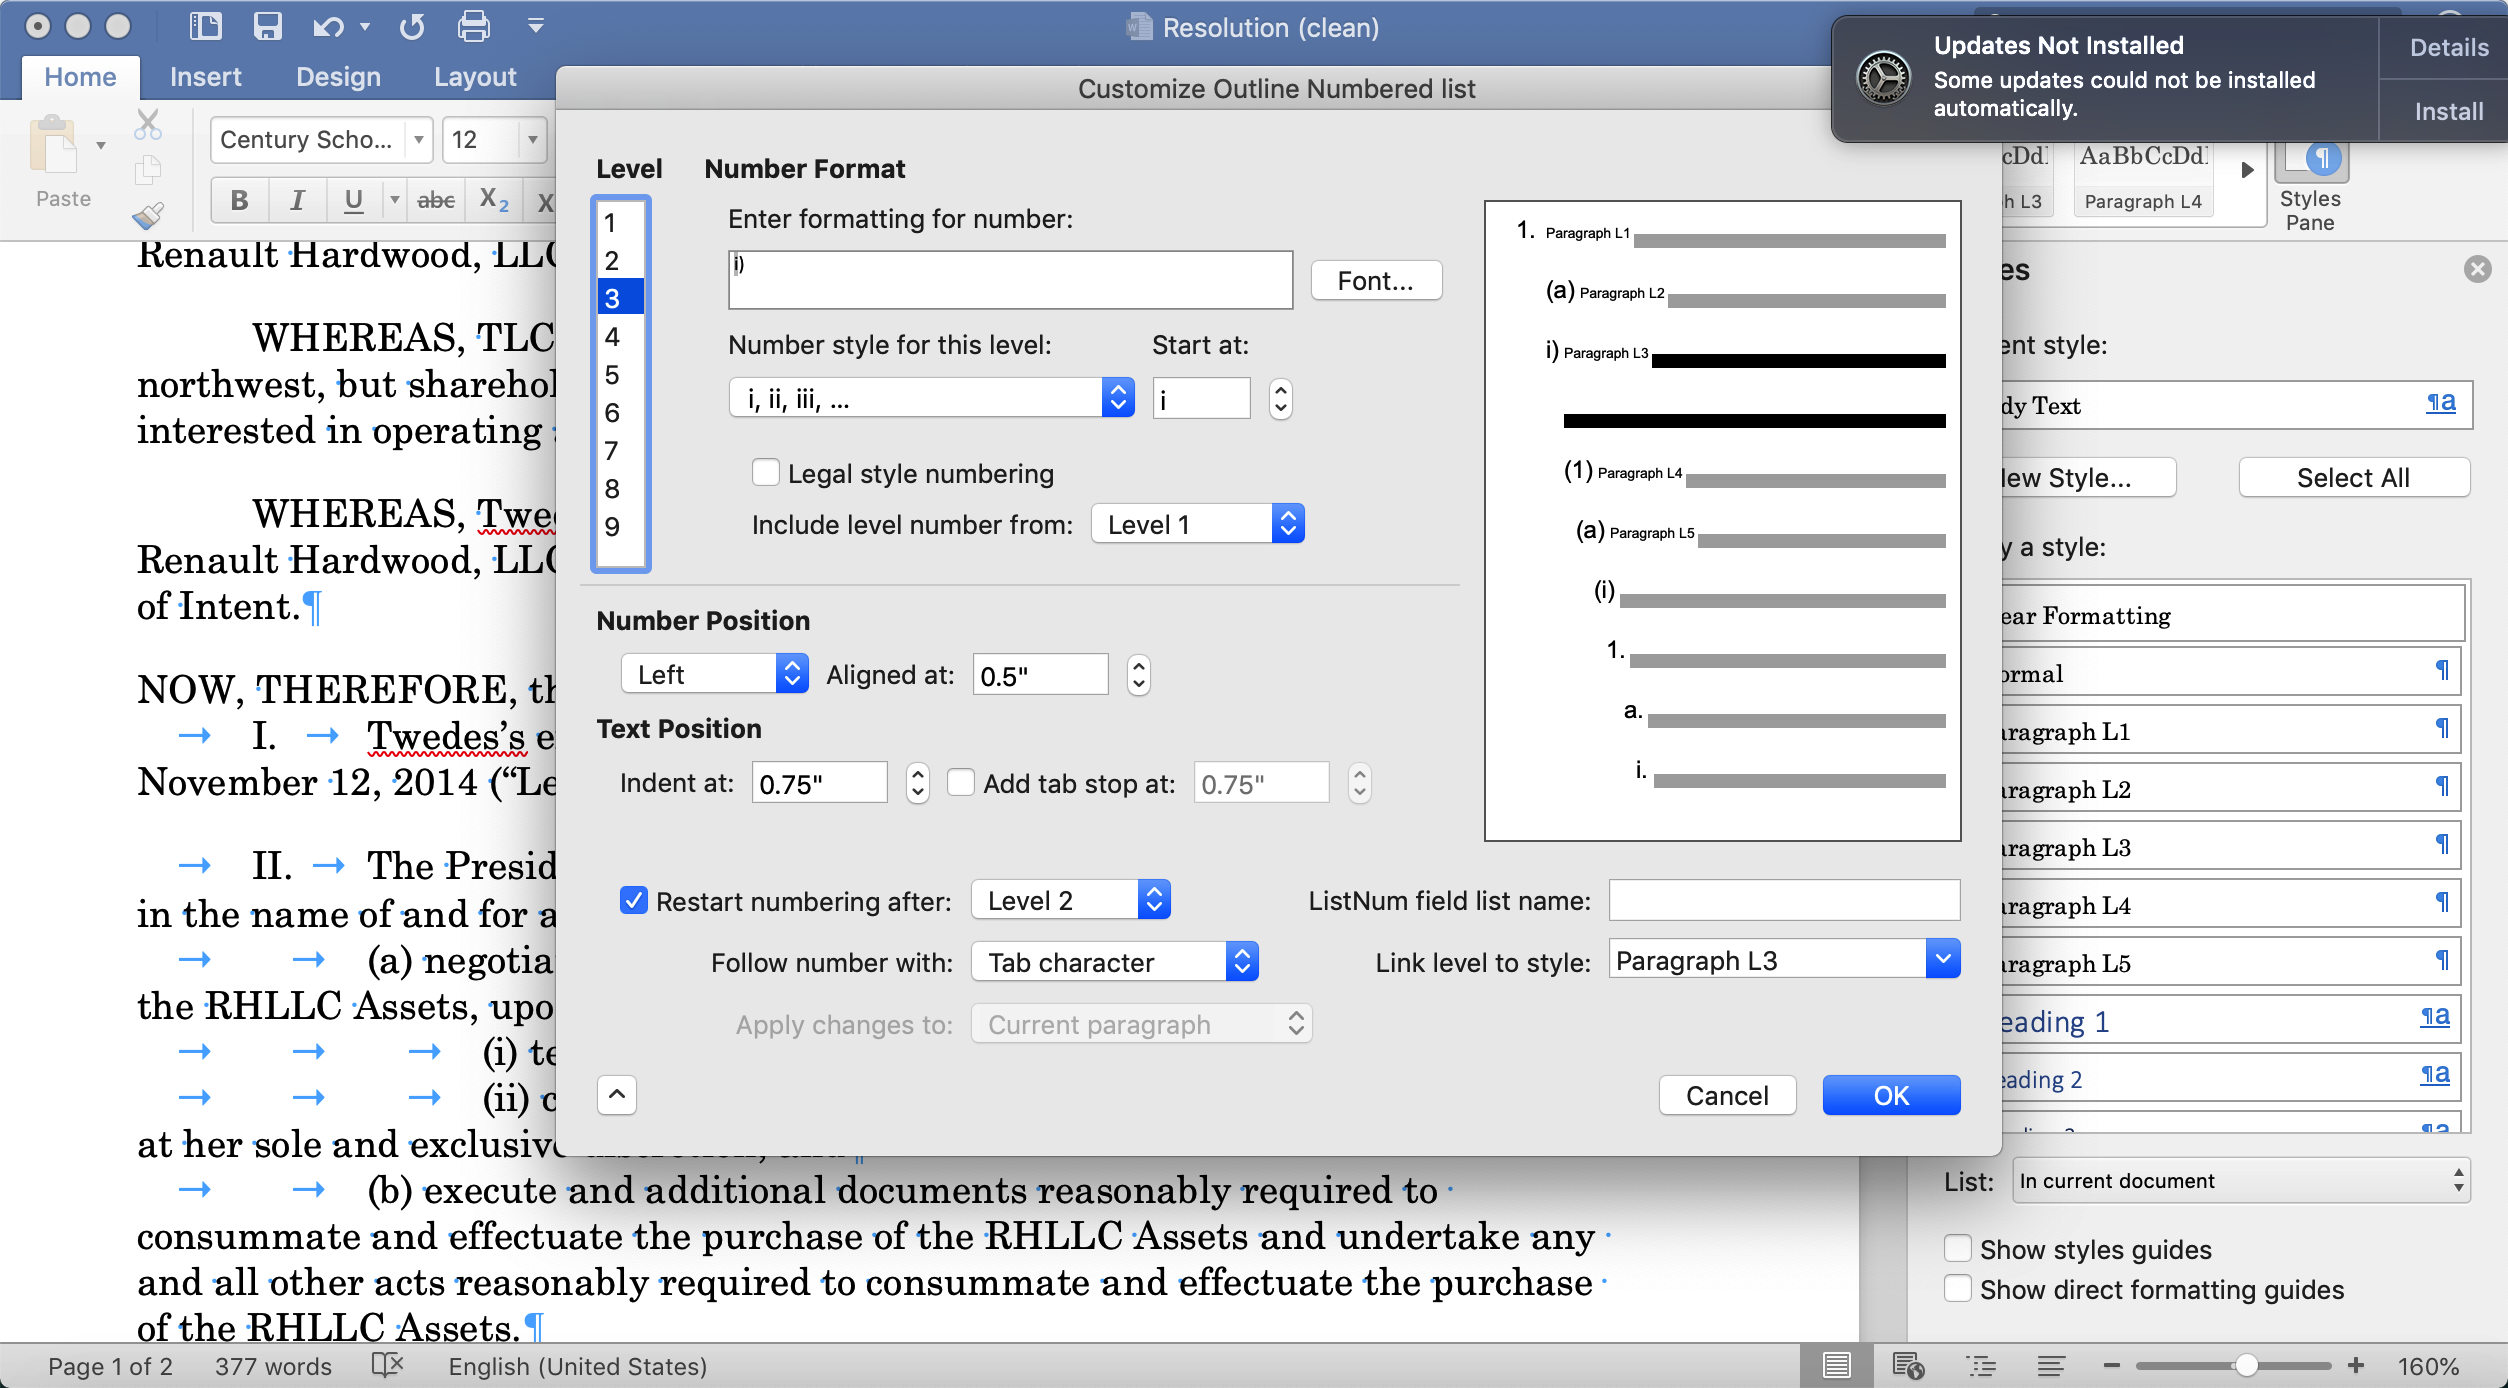 Resolution (clean)
Home Insert Design Layout
Updates Not Installed
Some updates could not be installed
automatically.
Details
Install
Paste
Century Scho... 12
B I U abc X2 X
AaBbCcDd
h L3 Paragraph L4
Styles
Pane
Customize Outline Numbered list
Level
1
2
3
4
5
6
7
8
9
Number Format
Enter formatting for number:
i)
Font...
Number style for this level: Start at:
i, ii, iii, ... i
Legal style numbering
Include level number from: Level 1
Number Position
Left Aligned at: 0.5"
Text Position
Indent at: 0.75" Add tab stop at: 0.75"
Restart numbering after: Level 2
Follow number with: Tab character
Apply changes to: Current paragraph
ListNum field list name:
Link level to style: Paragraph L3
Cancel OK
1. Paragraph L1
(a) Paragraph L2
i) Paragraph L3
(1) Paragraph L4
(a) Paragraph L5
(i)
1.
a.
i.
Renault Hardwood, LLC
WHEREAS, TLC
northwest, but sharehol
interested in operating
WHEREAS, Twed
Renault Hardwood, LLC
of Intent.¶
NOW, THEREFORE, th
→ I. → Twedes’s e
November 12, 2014 (“Le
→ II. → The Presid
in the name of and for a
→ → (a) negotia
the RHLLC Assets, upo
→ → → (i) te
→ → → (ii) c
at her sole and exclusive discretion, and¶
→ → (b) execute and additional documents reasonably required to
consummate and effectuate the purchase of the RHLLC Assets and undertake any
and all other acts reasonably required to consummate and effectuate the purchase
of the RHLLC Assets.¶
es
ent style:
dy Text ¶a
ew Style... Select All
y a style:
ear Formatting
ormal ¶
aragraph L1 ¶
aragraph L2 ¶
aragraph L3 ¶
aragraph L4 ¶
aragraph L5 ¶
eading 1 ¶a
eading 2 ¶a
List: In current document
Show styles guides
Show direct formatting guides
Page 1 of 2 377 words English (United States) 160%